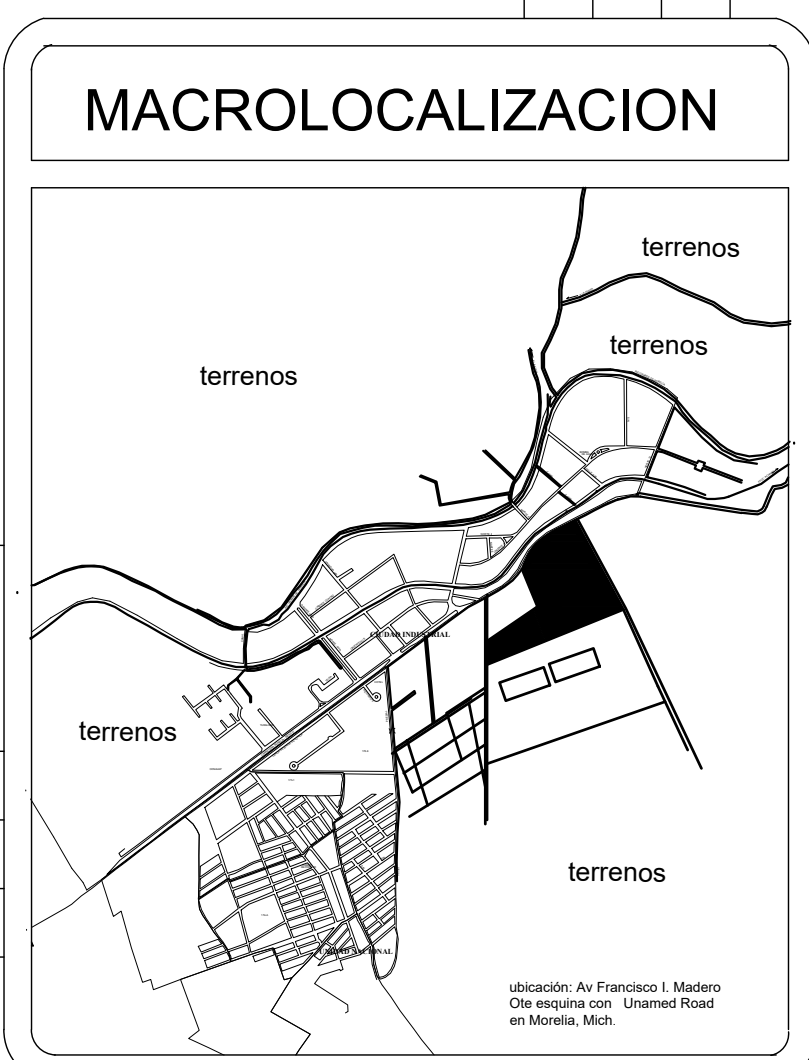 MACROLOCALIZACION
terrenos
terrenos
terrenos
CIUDAD INDUSTRIAL
terrenos
terrenos
ubicación: Av Francisco I. Madero
Ote esquina con Unamed Road
en Morelia, Mich.